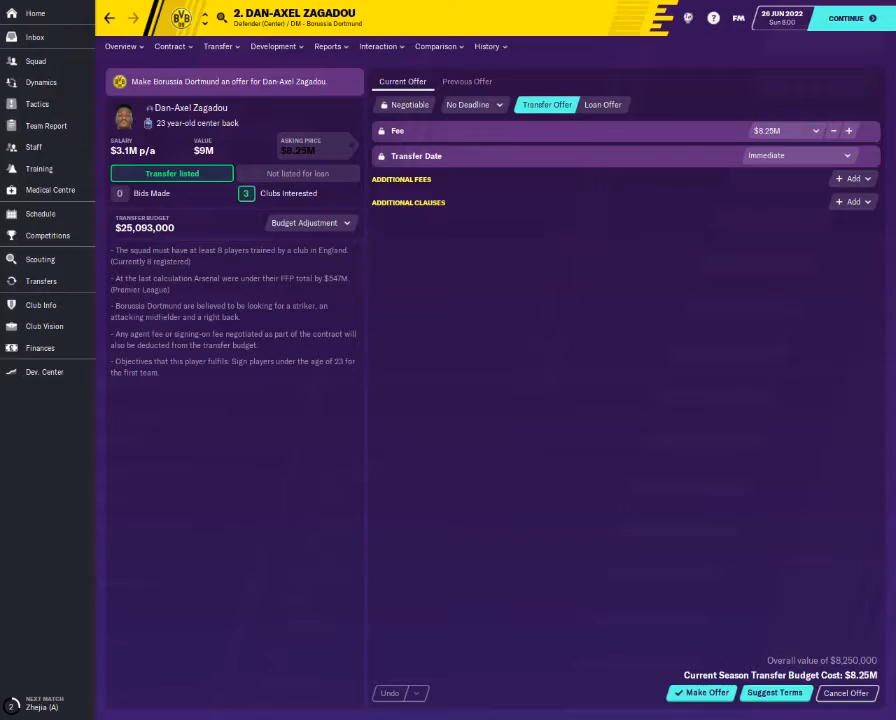 2. DAN-AXEL ZAGADOU
Defender (Center) / DM - Borussia Dortmund
BVB 09
FM
26 JUN 2022
Sun 8:00
CONTINUE
Home
Inbox
Squad
Dynamics
Tactics
Team Report
Staff
Training
Medical Centre
Schedule
Competitions
Scouting
Transfers
Club Info
Club Vision
Finances
Dev. Center
NEXT MATCH
2 Zhejia (A)
Overview Contract Transfer Development Reports Interaction Comparison History
Make Borussia Dortmund an offer for Dan-Axel Zagadou.
Dan-Axel Zagadou
23 year-old center back
SALARY VALUE ASKING PRICE
$3.1M p/a $9M $8.25M
Transfer listed Not listed for loan
0 Bids Made 3 Clubs Interested
TRANSFER BUDGET
$25,093,000
Budget Adjustment
- The squad must have at least 8 players trained by a club in England.
(Currently 8 registered)
- At the last calculation Arsenal were under their FFP total by $547M.
(Premier League)
- Borussia Dortmund are believed to be looking for a striker, an
attacking midfielder and a right back.
- Any agent fee or signing-on fee negotiated as part of the contract will
also be deducted from the transfer budget.
- Objectives that this player fulfils: Sign players under the age of 23 for
the first team.
Current Offer Previous Offer
Negotiable No Deadline Transfer Offer Loan Offer
Fee $8.25M - +
Transfer Date Immediate
ADDITIONAL FEES + Add
ADDITIONAL CLAUSES + Add
Overall value of $8,250,000
Current Season Transfer Budget Cost: $8.25M
Undo Make Offer Suggest Terms Cancel Offer